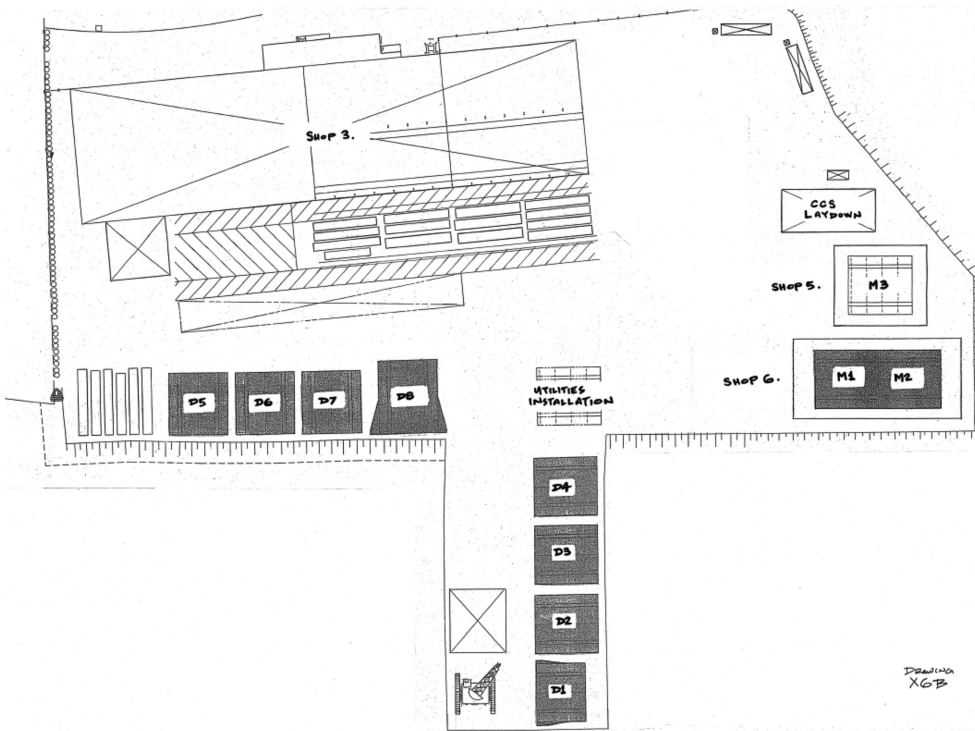 SHOP 3.
CCS
LAYDOWN
SHOP 5.
M3
SHOP 6.
M1
M2
D5
D6
D7
D8
UTILITIES
INSTALLATION
D4
D3
D2
D1
DRAWING
XGB